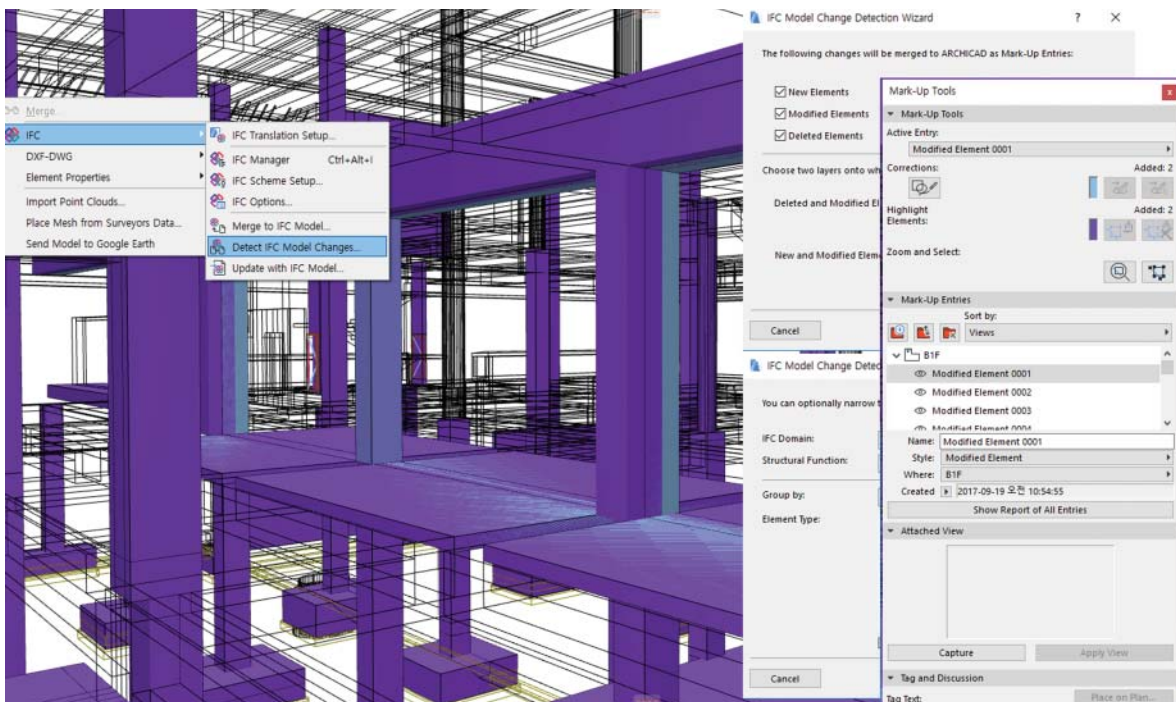 Merge...
IFC
DXF-DWG
Element Properties
Import Point Clouds...
Place Mesh from Surveyors Data...
Send Model to Google Earth
IFC Translation Setup...
IFC Manager Ctrl+Alt+I
IFC Scheme Setup...
IFC Options...
Merge to IFC Model...
Detect IFC Model Changes...
Update with IFC Model...
IFC Model Change Detection Wizard
The following changes will be merged to ARCHICAD as Mark-Up Entries:
New Elements
Modified Elements
Deleted Elements
Choose two layers onto
Deleted and Modified
New and Modified
Cancel
IFC Model Change
You can optionally narrow
IFC Domain:
Structural Function:
Group by:
Element Type:
Cancel
Mark-Up Tools
Mark-Up Tools
Active Entry:
Modified Element 0001
Corrections: Added: 2
Highlight Added: 2
Elements:
Zoom and Select:
Mark-Up Entries
Sort by:
Views
B1F
Modified Element 0001
Modified Element 0002
Modified Element 0003
Modified Element 0004
Name: Modified Element 0001
Style: Modified Element
Where: B1F
Created 2017-09-19 오전 10:54:55
Show Report of All Entries
Attached View
Capture Apply View
Tag and Discussion
Tag Text: Place on Plan...